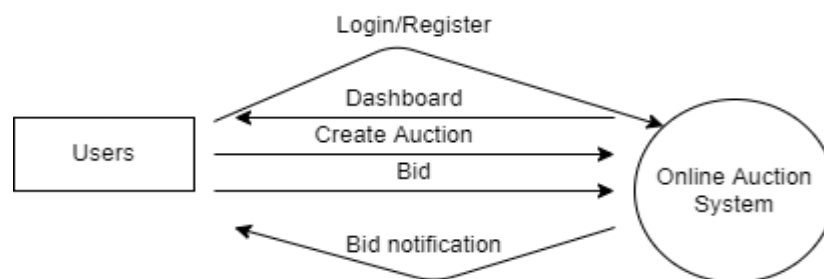 Login/Register
Dashboard
Create Auction
Users
Bid
Online Auction
System
Bid notification